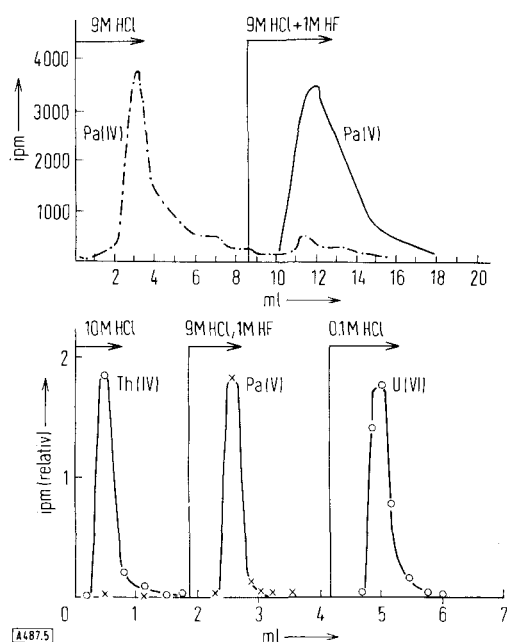 9M HCl
9M HCl+1M HF
4000
3000
2000
1000
ipm
Pa(IV)
Pa(V)
2 4 6 8 10 12 14 16 18 20
ml
10M HCl
9M HCl, 1M HF
0.1M HCl
2
1
0
ipm (relativ)
Th(IV)
Pa(V)
U(VI)
0 1 2 3 4 5 6 7
ml
A487.5